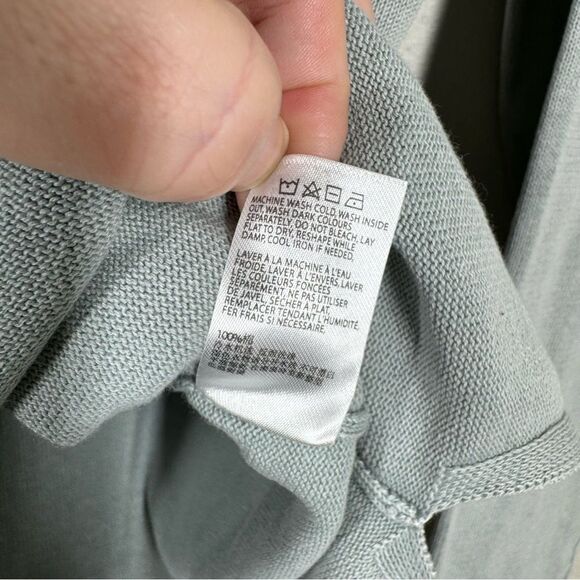 MACHINE WASH COLD, WASH INSIDE
OUT, WASH DARK COLOURS
SEPARATELY, DO NOT BLEACH, LAY
FLAT TO DRY, RESHAPE WHILE
DAMP, COOL IRON IF NEEDED.
LAVER À LA MACHINE À L'EAU
FROIDE, LAVER À L'ENVERS, LAVER
LES COULEURS FONCÉES
SÉPARÉMENT, NE PAS UTILISER
DE JAVEL, SÉCHER À PLAT,
REMPLACER TENDANT L'HUMIDITÉ,
FER FRAIS SI NÉCESSAIRE.
100%